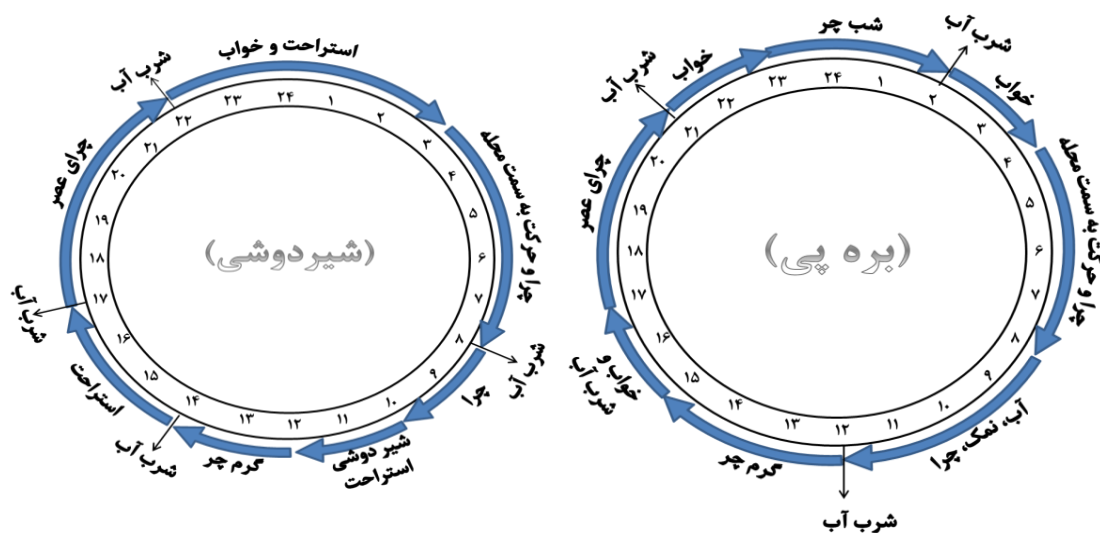 شب چر
شرب آب
خواب
چرا و حرکت به سمت محله
آب، نمک، چرا
شرب آب
گرم چر
خواب و
شرب آب
چرای عصر
شرب آب
خواب
۲۴
۱
۲
۳
۴
۵
۶
۷
۸
۹
۱۰
۱۱
۱۲
۱۳
۱۴
۱۵
۱۶
۱۷
۱۸
۱۹
۲۰
۲۱
۲۲
۲۳
(بره پی)
استراحت و خواب
چرا و حرکت به سمت محله
شرب آب
چرا
شیر دوشی
استراحت
گرم چر
شرب آب
استراحت
شرب آب
چرای عصر
شرب آب
۲۴
۱
۲
۳
۴
۵
۶
۷
۸
۹
۱۰
۱۱
۱۲
۱۳
۱۴
۱۵
۱۶
۱۷
۱۸
۱۹
۲۰
۲۱
۲۲
۲۳
(شیردوشی)